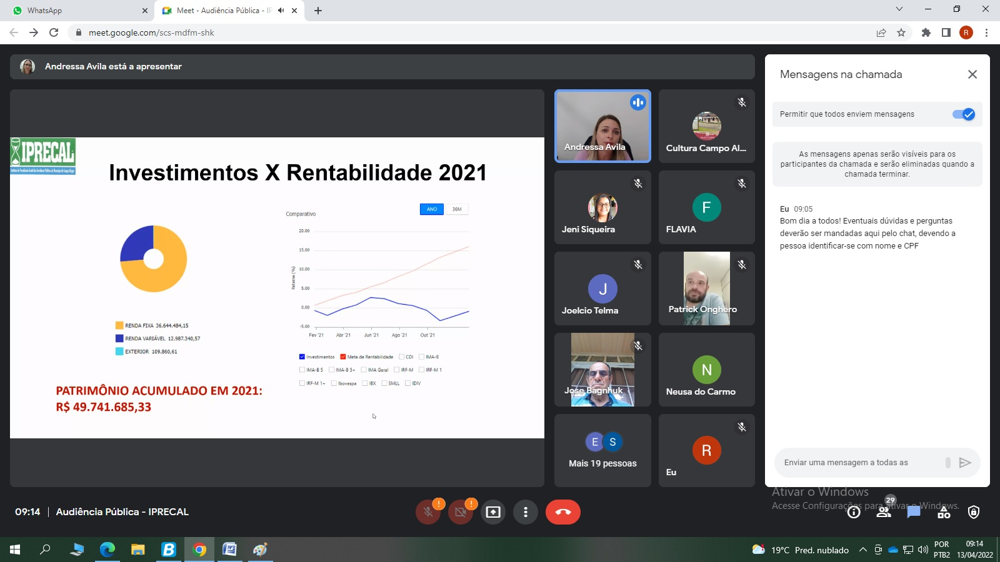 WhatsApp
Meet - Audiência Pública - IP
meet.google.com/scs-mdfm-shk
R
Andressa Avila está a apresentar
IPRECAL
Investimentos X Rentabilidade 2021
RENDA FIXA 36.644.484,15
RENDA VARIÁVEL 12.987.340,57
EXTERIOR 109.860,61
PATRIMÔNIO ACUMULADO EM 2021:
R$ 49.741.685,33
Comparativo
ANO
36M
Retorno (%)
20.00
15.00
10.00
5.00
0.00
-5.00
Fev '21
Abr '21
Jun '21
Ago '21
Out '21
Investimentos
Meta de Rentabilidade
CDI
IMA-B
IMA-B 5
IMA-B 5+
IMA Geral
IRF-M
IRF-M 1
IRF-M 1+
Ibovespa
IBX
SMLL
IDIV
Andressa Avila
Cultura Campo Al...
Jeni Siqueira
F
FLAVIA
J
Joelcio Telma
Patrick Onghero
Jose Bagnhuk
N
Neusa do Carmo
E
S
Mais 19 pessoas
R
Eu
Mensagens na chamada
Permitir que todos enviem mensagens
As mensagens apenas serão visíveis para os
participantes da chamada e serão eliminadas quando a
chamada terminar.
Eu 09:05
Bom dia a todos! Eventuais dúvidas e perguntas
deverão ser mandadas aqui pelo chat, devendo a
pessoa identificar-se com nome e CPF
Enviar uma mensagem a todas as
Ativar o Windows
Acesse Configurações para ativar o Windows.
09:14
Audiência Pública - IPRECAL
29
19°C Pred. nublado
POR
PTB2
09:14
13/04/2022